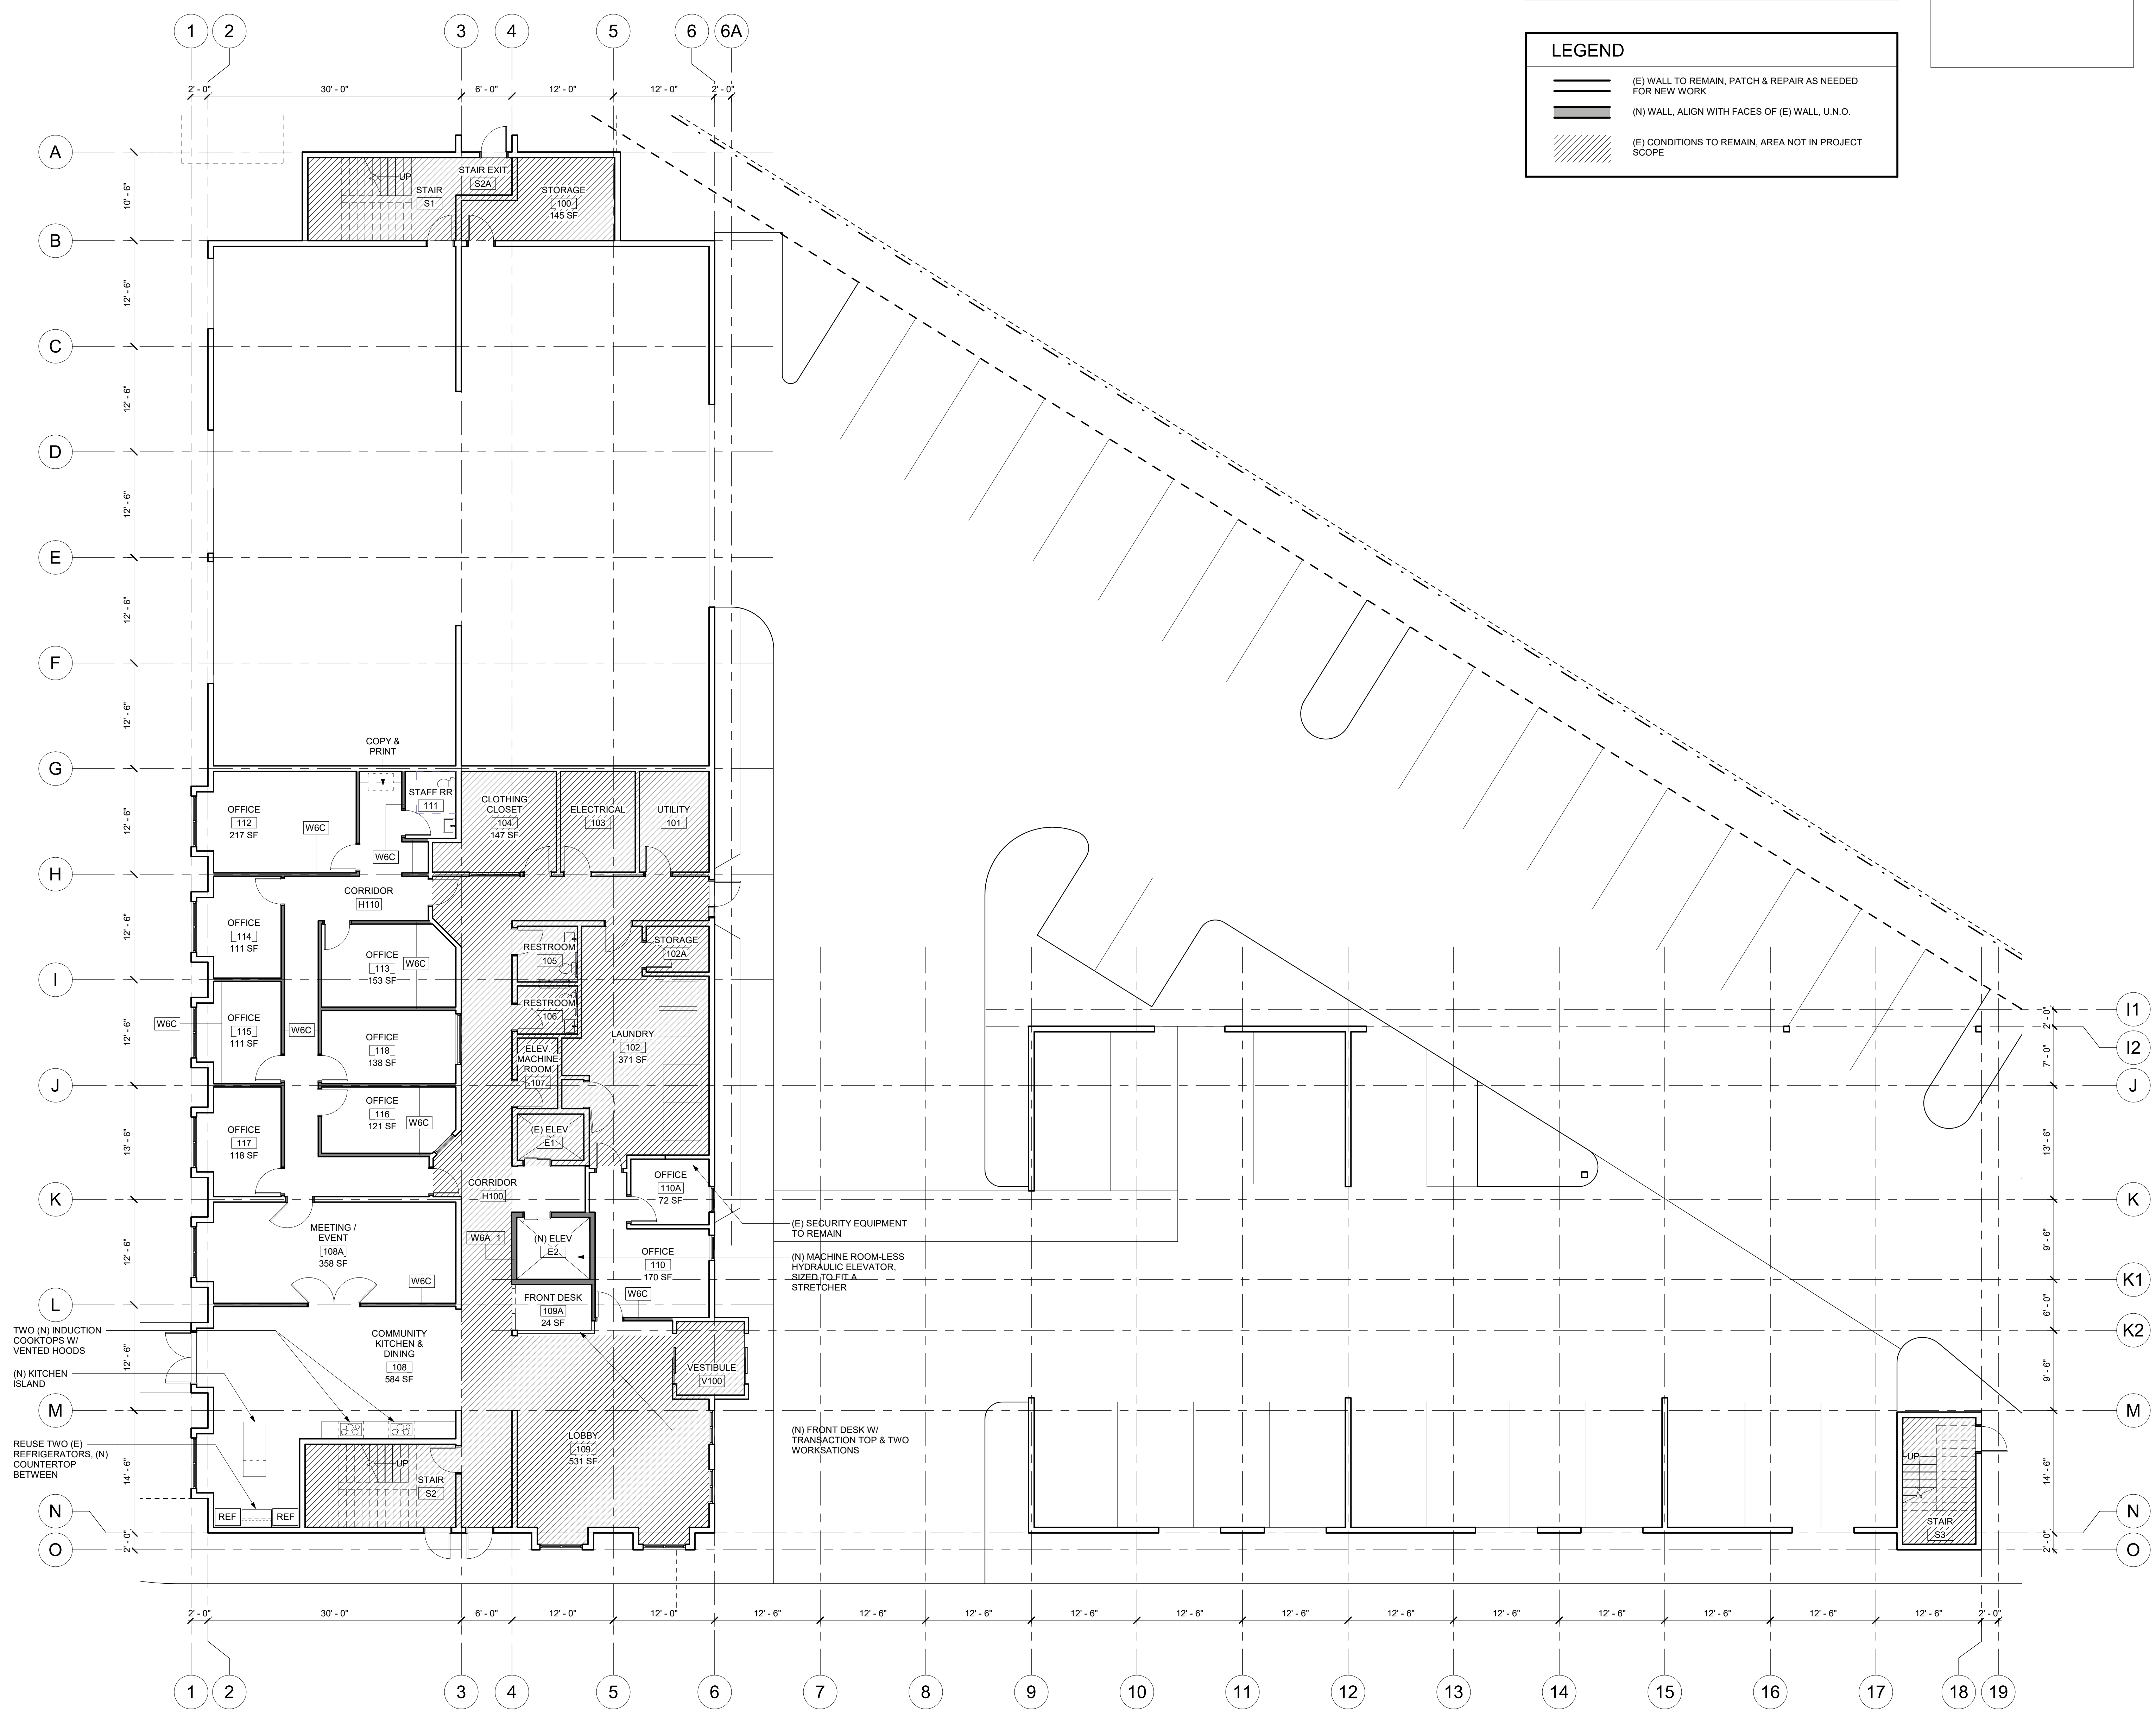 LEGEND
(E) WALL TO REMAIN, PATCH & REPAIR AS NEEDED
FOR NEW WORK
(N) WALL, ALIGN WITH FACES OF (E) WALL, U.N.O.
(E) CONDITIONS TO REMAIN, AREA NOT IN PROJECT
SCOPE
1 2 3 4 5 6 6A
2' - 0" 30' - 0" 6' - 0" 12' - 0" 12' - 0" 2' - 0"
A
10' - 6"
B
12' - 6"
C
12' - 6"
D
12' - 6"
E
12' - 6"
F
12' - 6"
G
12' - 6"
H
12' - 6"
I
12' - 6"
J
13' - 6"
K
12' - 6"
L
12' - 6"
M
14' - 6"
N
2' - 0"
O
UP
STAIR
S1
STAIR EXIT
S2A
STORAGE
100
145 SF
COPY &
PRINT
OFFICE
112
217 SF
W6C
STAFF RR
111
W6C
CLOTHING
CLOSET
104
147 SF
ELECTRICAL
103
UTILITY
101
CORRIDOR
H110
OFFICE
114
111 SF
OFFICE
113
153 SF
W6C
RESTROOM
105
STORAGE
102A
RESTROOM
106
W6C
OFFICE
115
111 SF
W6C
OFFICE
118
138 SF
ELEV.
MACHINE
ROOM
107
LAUNDRY
102
371 SF
OFFICE
117
118 SF
OFFICE
116
121 SF
W6C
(E) ELEV
E1
CORRIDOR
H100
OFFICE
110A
72 SF
(E) SECURITY EQUIPMENT
TO REMAIN
MEETING /
EVENT
108A
358 SF
W6C
W6A 1
(N) ELEV
E2
OFFICE
110
170 SF
(N) MACHINE ROOM-LESS
HYDRAULIC ELEVATOR,
SIZED TO FIT A
STRETCHER
W6C
FRONT DESK
109A
24 SF
TWO (N) INDUCTION
COOKTOPS W/
VENTED HOODS
(N) KITCHEN
ISLAND
REUSE TWO (E)
REFRIGERATORS, (N)
COUNTERTOP
BETWEEN
COMMUNITY
KITCHEN &
DINING
108
584 SF
VESTIBULE
V100
LOBBY
109
531 SF
(N) FRONT DESK W/
TRANSACTION TOP & TWO
WORKSATIONS
UP
STAIR
S2
REF
REF
UP
STAIR
S3
I1
2' - 0"
I2
7' - 0"
J
13' - 6"
K
9' - 6"
K1
6' - 0"
K2
9' - 6"
M
14' - 6"
N
2' - 0"
O
2' - 0" 30' - 0" 6' - 0" 12' - 0" 12' - 0" 12' - 6" 12' - 6" 12' - 6" 12' - 6" 12' - 6" 12' - 6" 12' - 6" 12' - 6" 12' - 6" 12' - 6" 12' - 6" 12' - 6" 2' - 0"
1 2 3 4 5 6 7 8 9 10 11 12 13 14 15 16 17 18 19